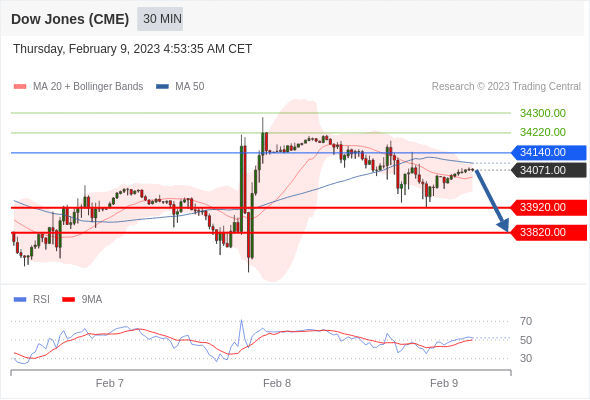 Dow Jones (CME) 30 MIN
Thursday, February 9, 2023 4:53:35 AM CET
MA 20 + Bollinger Bands MA 50 Research © 2023 Trading Central
34300.00
34220.00
34140.00
34071.00
33920.00
33820.00
RSI 9MA
70
50
30
Feb 7 Feb 8 Feb 9